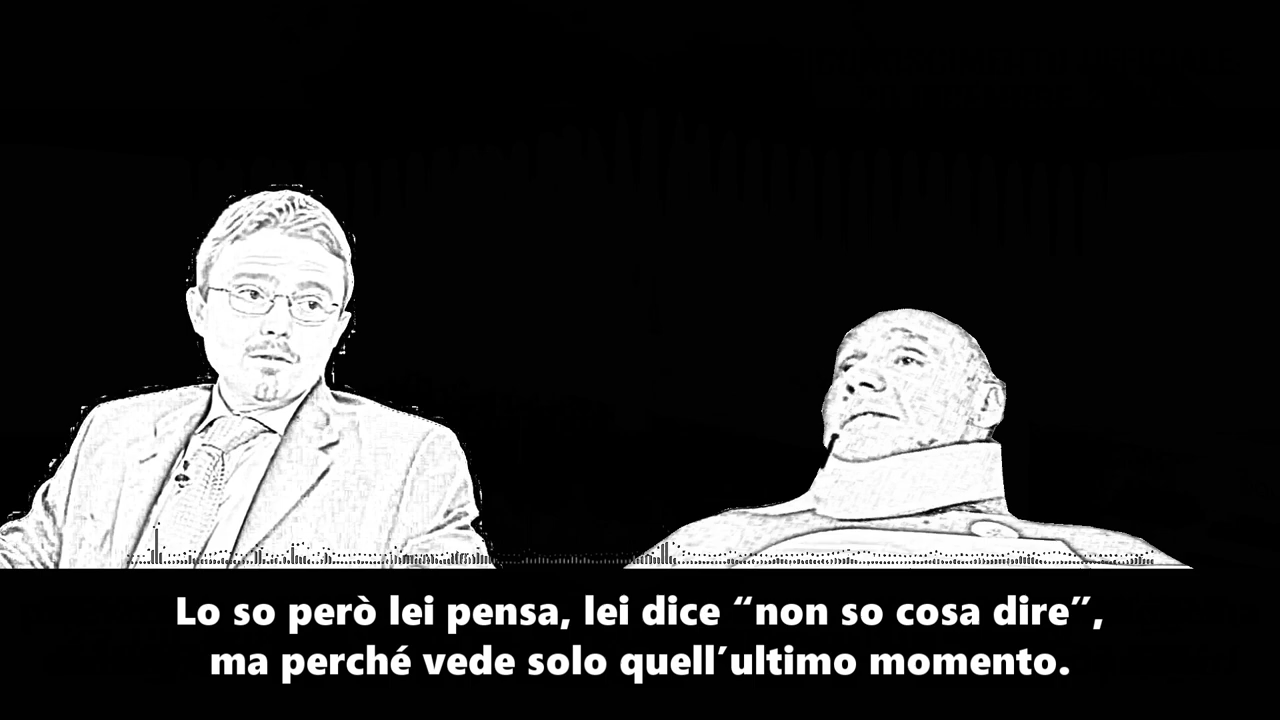 Lo so però lei pensa, lei dice “non so cosa dire”,
ma perché vede solo quell’ultimo momento.